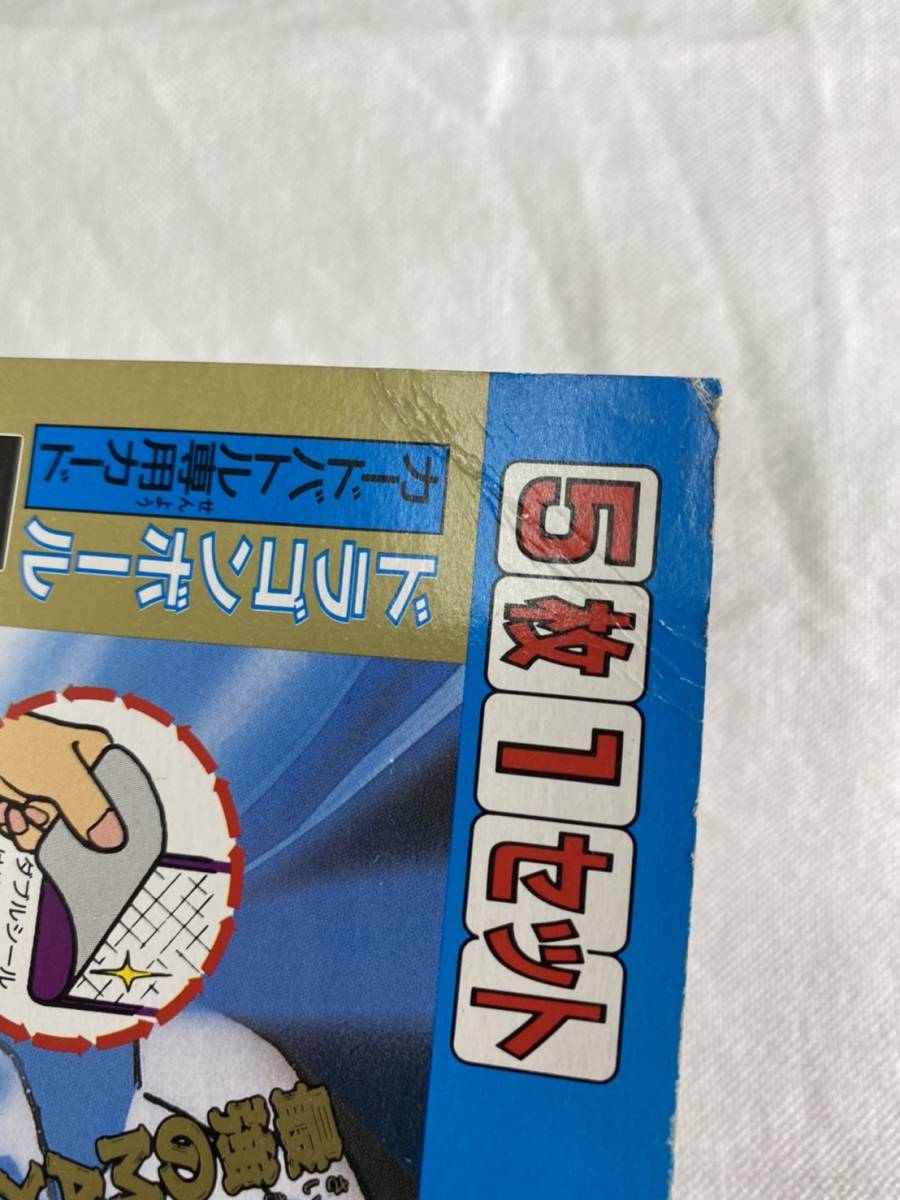 5枚1セット
カードバトル専用カード
せんよう
ドラゴンボール
ダブルシール
最強のMA
さい